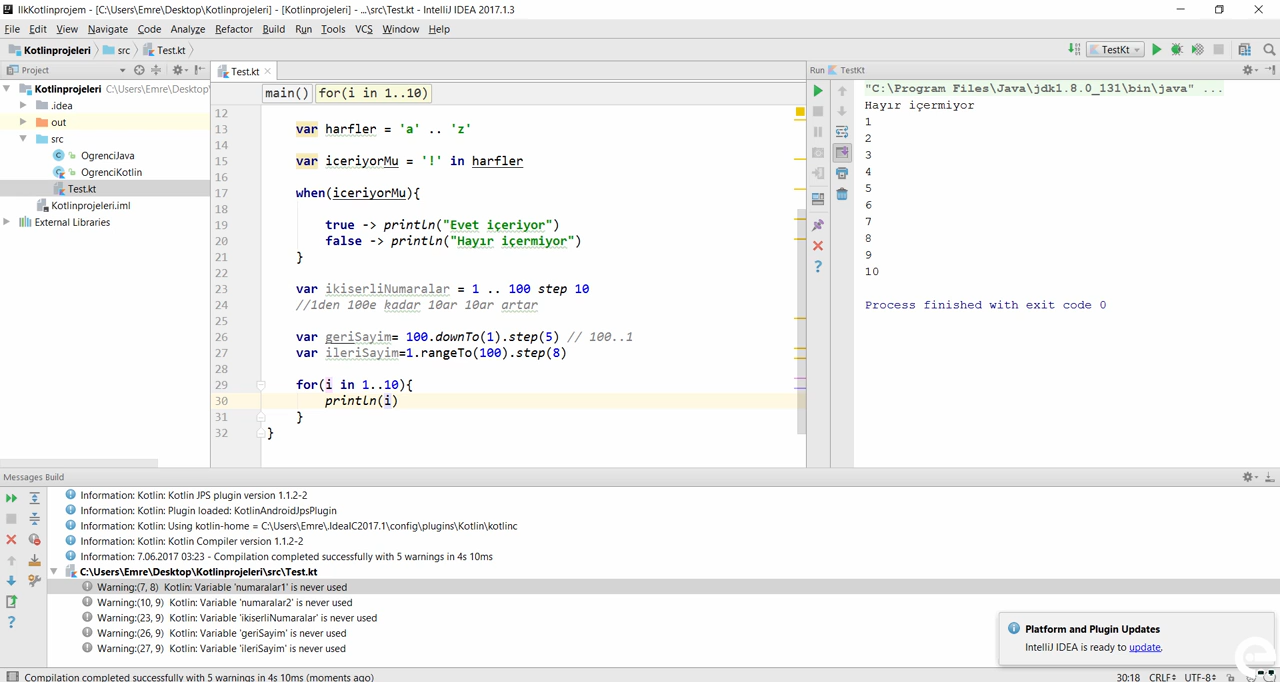 IlkKotlinprojem - [C:\Users\Emre\Desktop\Kotlinprojeleri] - [Kotlinprojeleri] - ...\src\Test.kt - IntelliJ IDEA 2017.1.3
File Edit View Navigate Code Analyze Refactor Build Run Tools VCS Window Help
Kotlinprojeleri src Test.kt
TestKt
Project
Test.kt
Run TestKt
Kotlinprojeleri C:\Users\Emre\Desktop\
.idea
out
src
OgrenciJava
OgrenciKotlin
Test.kt
Kotlinprojeleri.iml
External Libraries
main() for(i in 1..10)
12
13 var harfler = 'a' .. 'z'
14
15 var iceriyorMu = '!' in harfler
16
17 when(iceriyorMu){
18
19 true -> println("Evet içeriyor")
20 false -> println("Hayır içermiyor")
21 }
22
23 var ikiserliNumaralar = 1 .. 100 step 10
24 //1den 100e kadar 10ar 10ar artar
25
26 var geriSayim= 100.downTo(1).step(5) // 100..1
27 var ileriSayim=1.rangeTo(100).step(8)
28
29 for(i in 1..10){
30 println(i)
31 }
32 }
"C:\Program Files\Java\jdk1.8.0_131\bin\java" ...
Hayır içermiyor
1
2
3
4
5
6
7
8
9
10
Process finished with exit code 0
Messages Build
Information: Kotlin: Kotlin JPS plugin version 1.1.2-2
Information: Kotlin: Plugin loaded: KotlinAndroidJpsPlugin
Information: Kotlin: Using kotlin-home = C:\Users\Emre\.IdeaIC2017.1\config\plugins\Kotlin\kotlinc
Information: Kotlin: Kotlin Compiler version 1.1.2-2
Information: 7.06.2017 03:23 - Compilation completed successfully with 5 warnings in 4s 10ms
C:\Users\Emre\Desktop\Kotlinprojeleri\src\Test.kt
Warning:(7, 8) Kotlin: Variable 'numaralar1' is never used
Warning:(10, 9) Kotlin: Variable 'numaralar2' is never used
Warning:(23, 9) Kotlin: Variable 'ikiserliNumaralar' is never used
Warning:(26, 9) Kotlin: Variable 'geriSayim' is never used
Warning:(27, 9) Kotlin: Variable 'ileriSayim' is never used
Platform and Plugin Updates
IntelliJ IDEA is ready to update.
Compilation completed successfully with 5 warnings in 4s 10ms (moments ago)
30:18 CRLF UTF-8